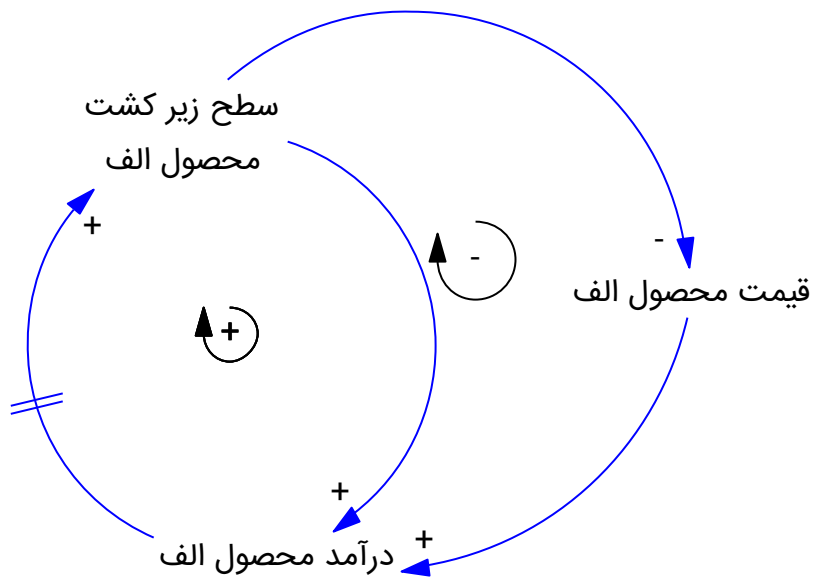 سطح زیر کشت
محصول الف
-
+
-
قیمت محصول الف
+
+
+
درآمد محصول الف